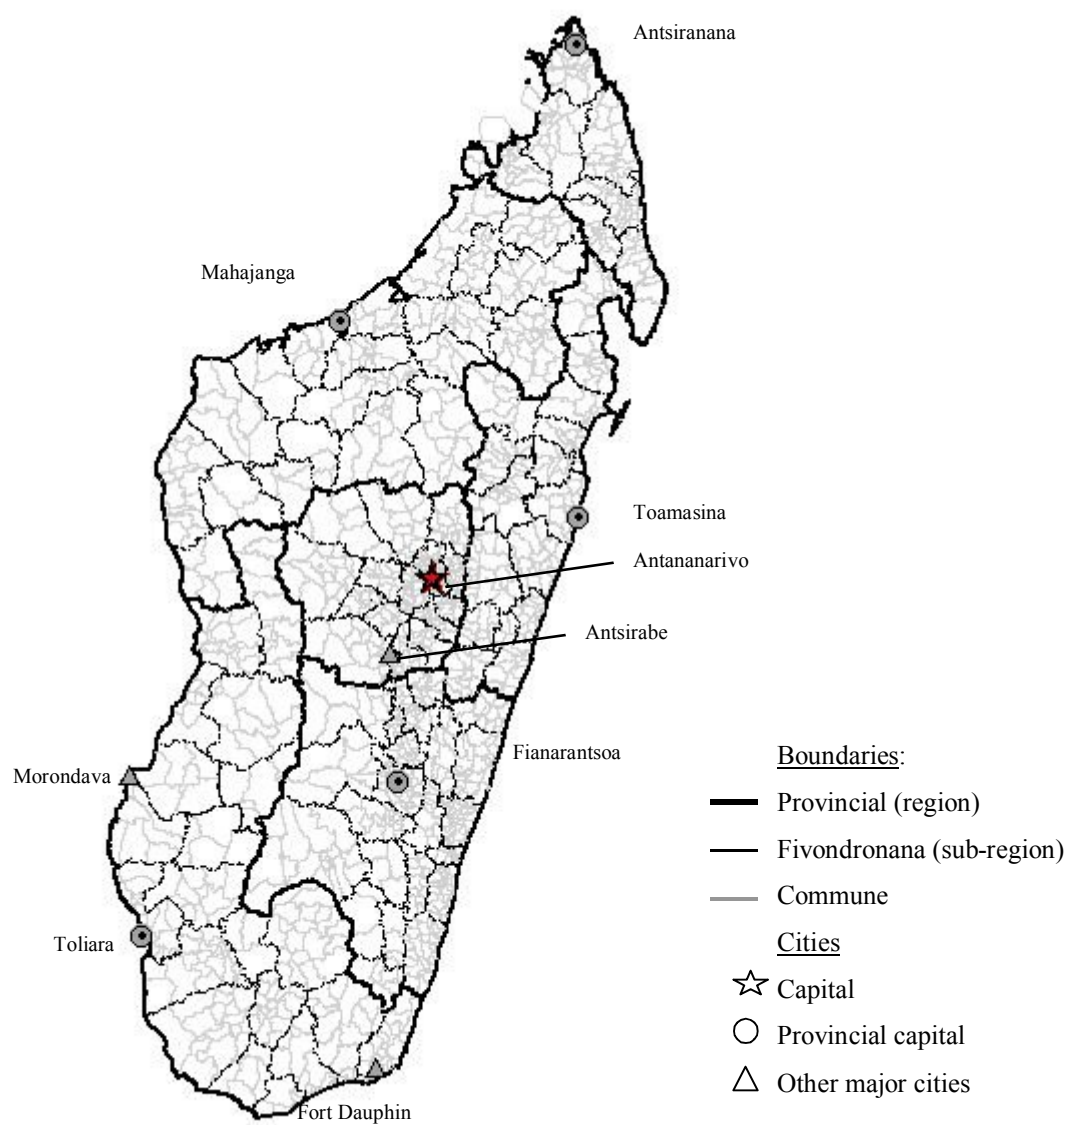 Antsiranana
Mahajanga
Toamasina
Antananarivo
Antsirabe
Fianarantsoa
Morondava
Toliara
Fort Dauphin
Boundaries:
Provincial (region)
Fivondronana (sub-region)
Commune
Cities
Capital
Provincial capital
Other major cities